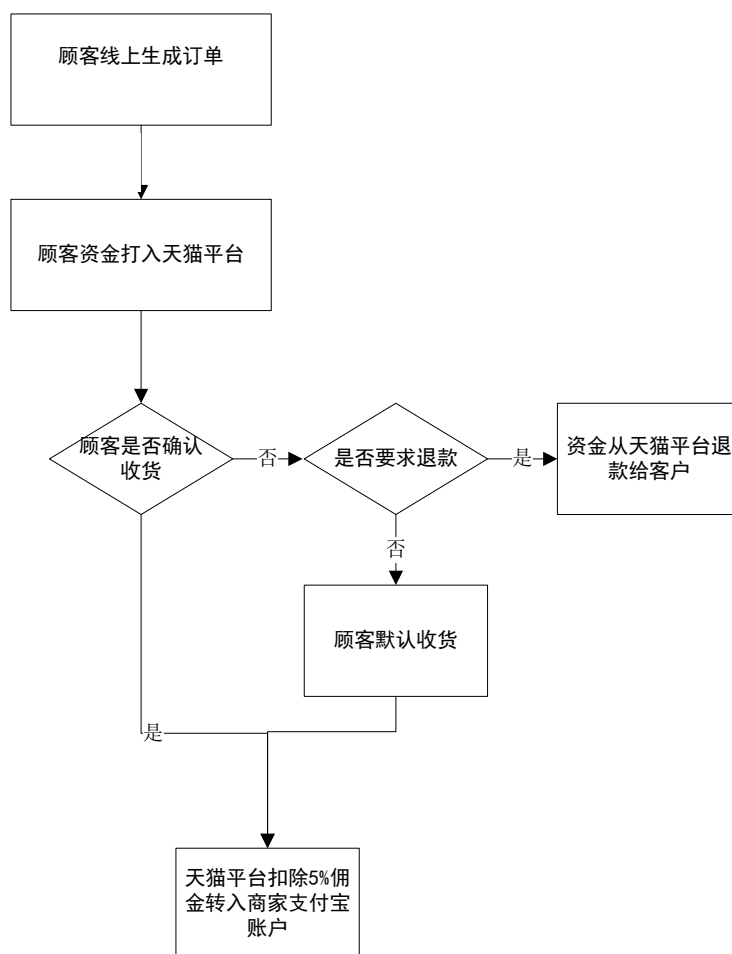 顾客线上生成订单
顾客资金打入天猫平台
顾客是否确认
收货
否
是否要求退款
是
资金从天猫平台退
款给客户
否
顾客默认收货
是
天猫平台扣除5%佣
金转入商家支付宝
账户